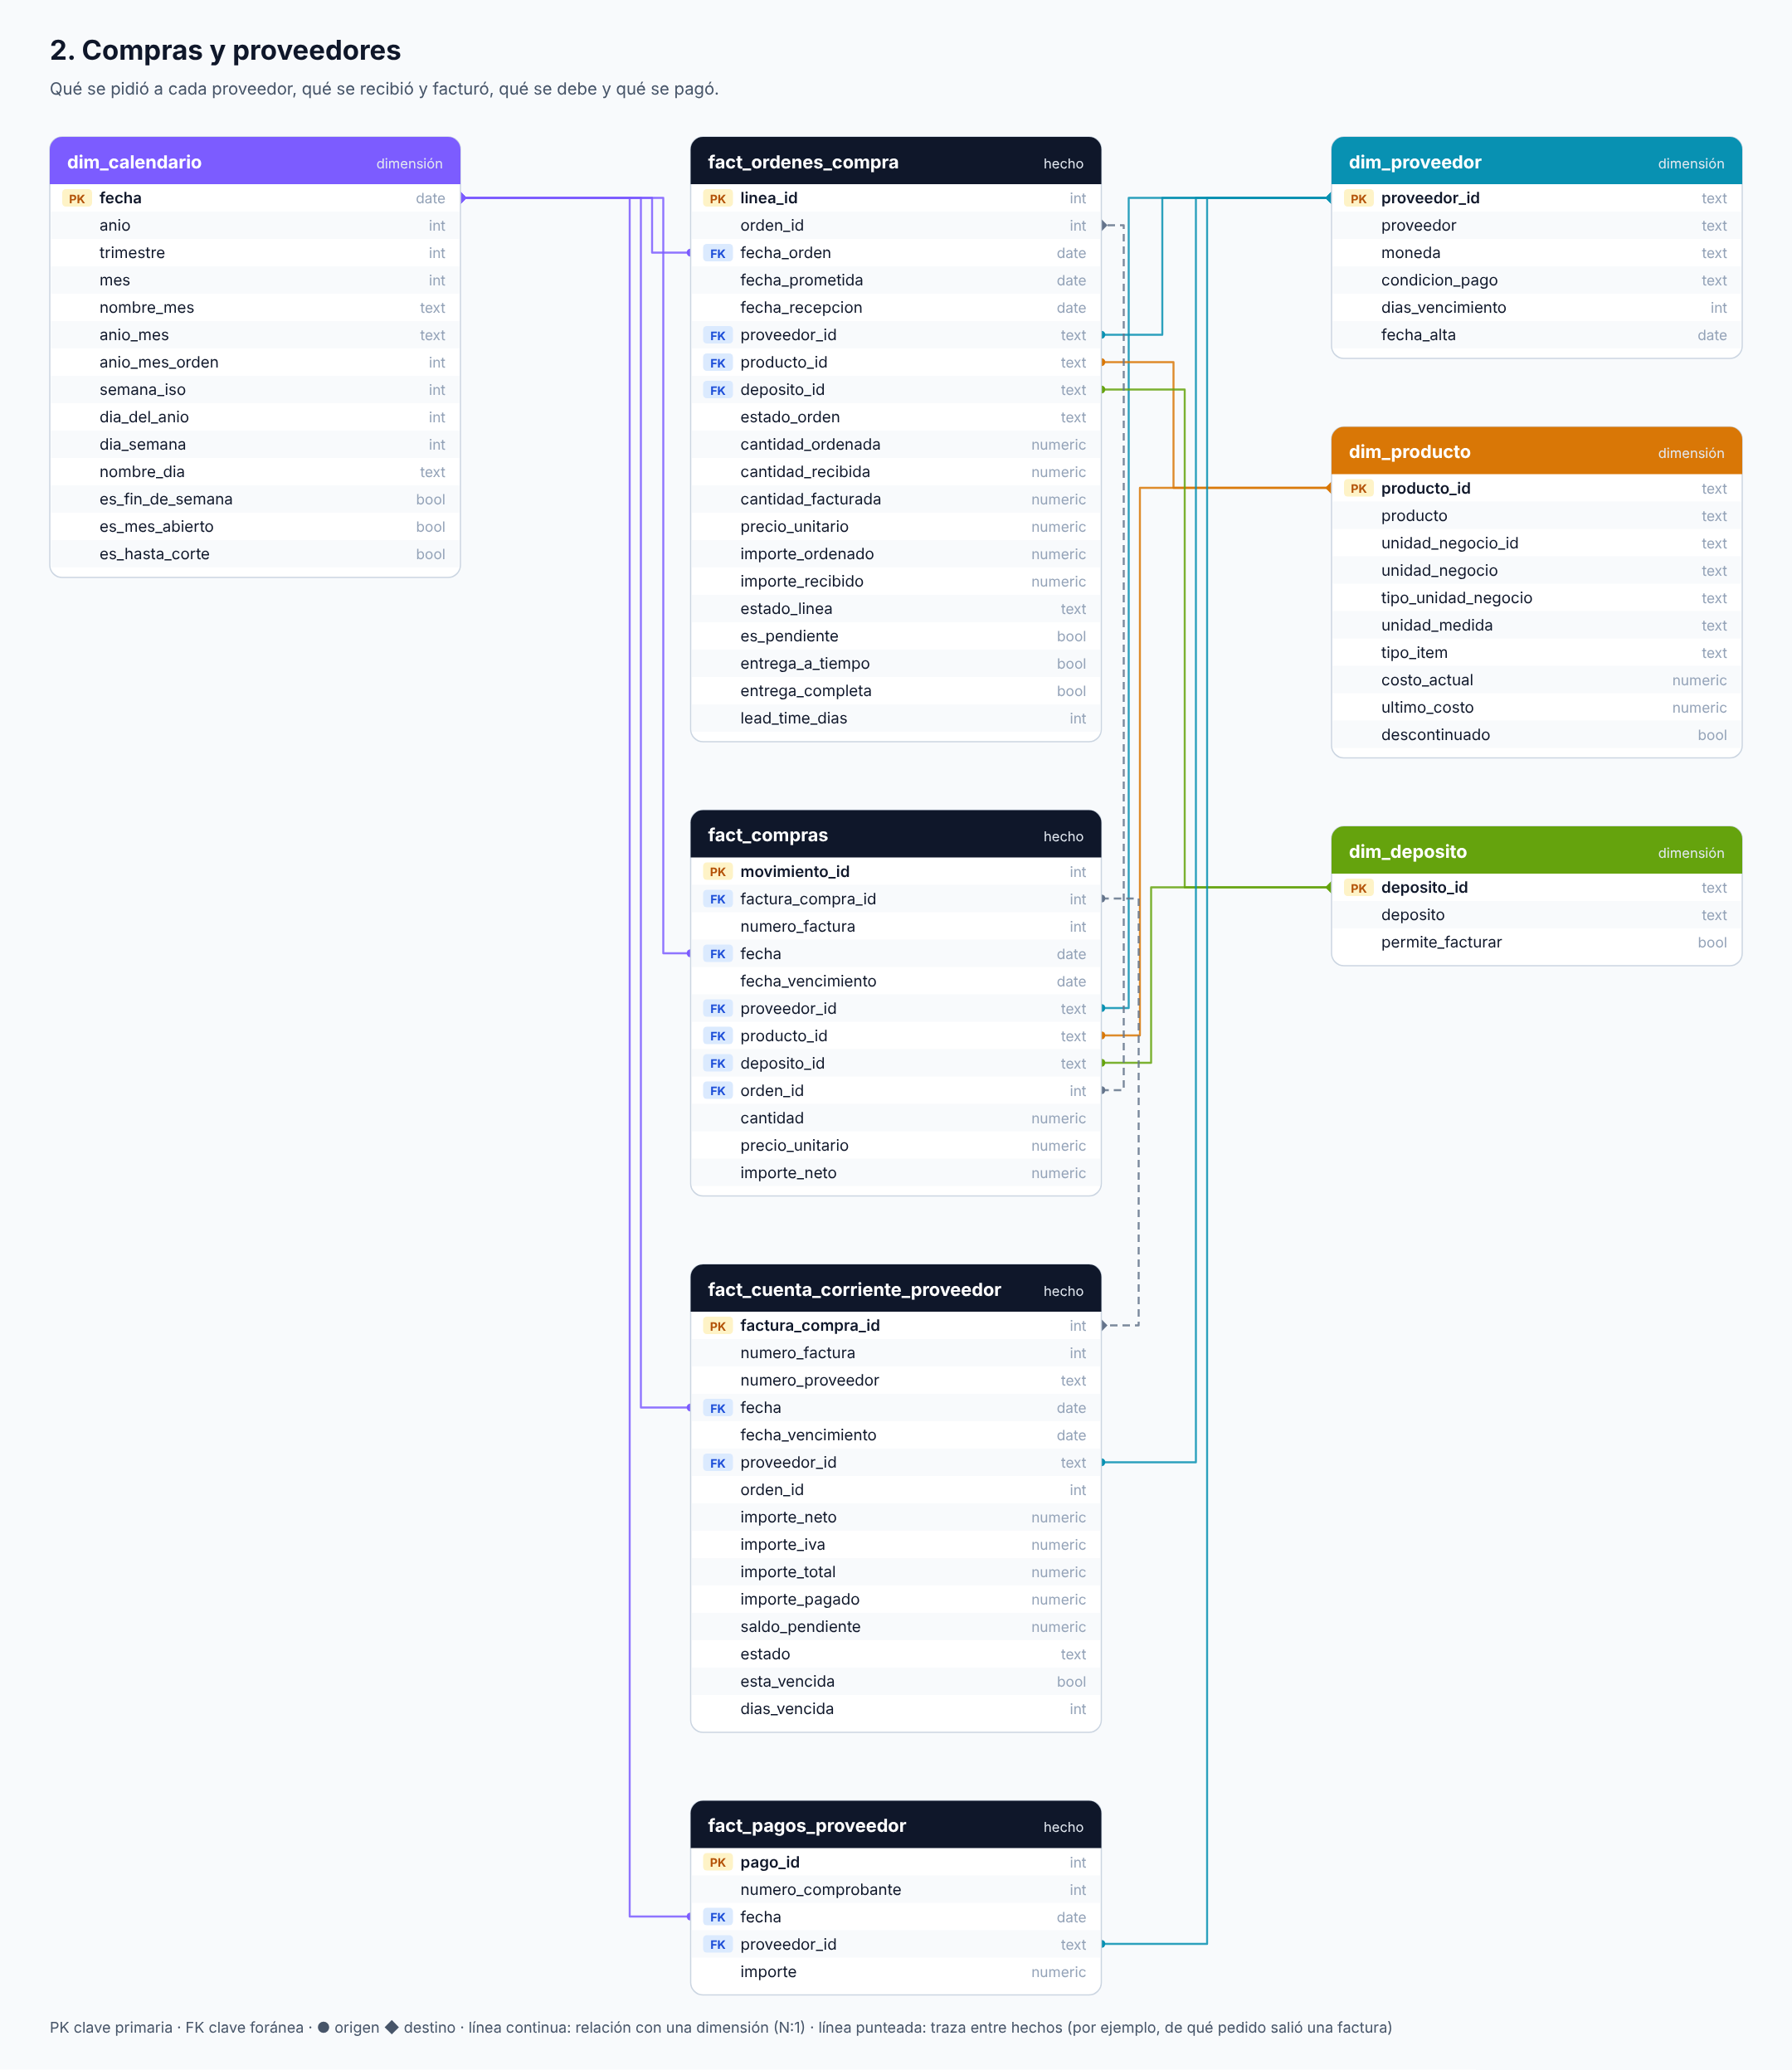 2. Compras y proveedores
Qué se pidió a cada proveedor, qué se recibió y facturó, qué se debe y qué se pagó.
dim_calendario dimensión
PK fecha date
anio int
trimestre int
mes int
nombre_mes text
anio_mes text
anio_mes_orden int
semana_iso int
dia_del_anio int
dia_semana int
nombre_dia text
es_fin_de_semana bool
es_mes_abierto bool
es_hasta_corte bool
fact_ordenes_compra hecho
PK linea_id int
orden_id int
FK fecha_orden date
fecha_prometida date
fecha_recepcion date
FK proveedor_id text
FK producto_id text
FK deposito_id text
estado_orden text
cantidad_ordenada numeric
cantidad_recibida numeric
cantidad_facturada numeric
precio_unitario numeric
importe_ordenado numeric
importe_recibido numeric
estado_linea text
es_pendiente bool
entrega_a_tiempo bool
entrega_completa bool
lead_time_dias int
fact_compras hecho
PK movimiento_id int
FK factura_compra_id int
numero_factura int
FK fecha date
fecha_vencimiento date
FK proveedor_id text
FK producto_id text
FK deposito_id text
FK orden_id int
cantidad numeric
precio_unitario numeric
importe_neto numeric
fact_cuenta_corriente_proveedor hecho
PK factura_compra_id int
numero_factura int
numero_proveedor text
FK fecha date
fecha_vencimiento date
FK proveedor_id text
orden_id int
importe_neto numeric
importe_iva numeric
importe_total numeric
importe_pagado numeric
saldo_pendiente numeric
estado text
esta_vencida bool
dias_vencida int
fact_pagos_proveedor hecho
PK pago_id int
numero_comprobante int
FK fecha date
FK proveedor_id text
importe numeric
dim_proveedor dimensión
PK proveedor_id text
proveedor text
moneda text
condicion_pago text
dias_vencimiento int
fecha_alta date
dim_producto dimensión
PK producto_id text
producto text
unidad_negocio_id text
unidad_negocio text
tipo_unidad_negocio text
unidad_medida text
tipo_item text
costo_actual numeric
ultimo_costo numeric
descontinuado bool
dim_deposito dimensión
PK deposito_id text
deposito text
permite_facturar bool
PK clave primaria · FK clave foránea · ● origen ◆ destino · línea continua: relación con una dimensión (N:1) · línea punteada: traza entre hechos (por ejemplo, de qué pedido salió una factura)